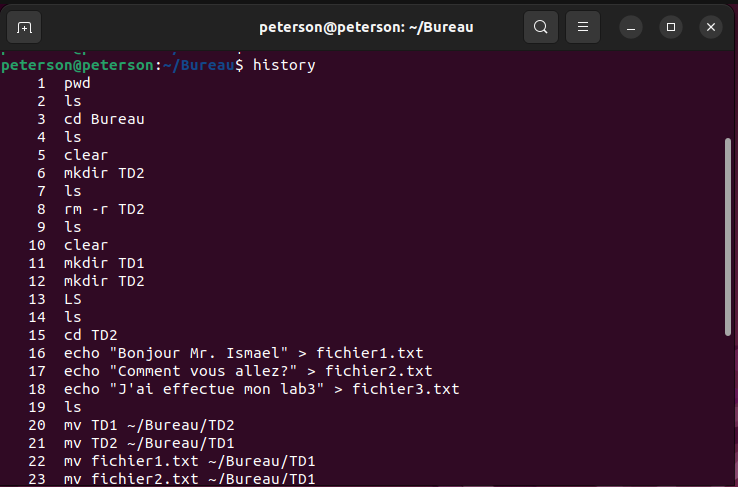 peterson@peterson: ~/Bureau
peterson@peterson:~/Bureau$ history
1 pwd
2 ls
3 cd Bureau
4 ls
5 clear
6 mkdir TD2
7 ls
8 rm -r TD2
9 ls
10 clear
11 mkdir TD1
12 mkdir TD2
13 LS
14 ls
15 cd TD2
16 echo "Bonjour Mr. Ismael" > fichier1.txt
17 echo "Comment vous allez?" > fichier2.txt
18 echo "J'ai effectue mon lab3" > fichier3.txt
19 ls
20 mv TD1 ~/Bureau/TD2
21 mv TD2 ~/Bureau/TD1
22 mv fichier1.txt ~/Bureau/TD1
23 mv fichier2.txt ~/Bureau/TD1